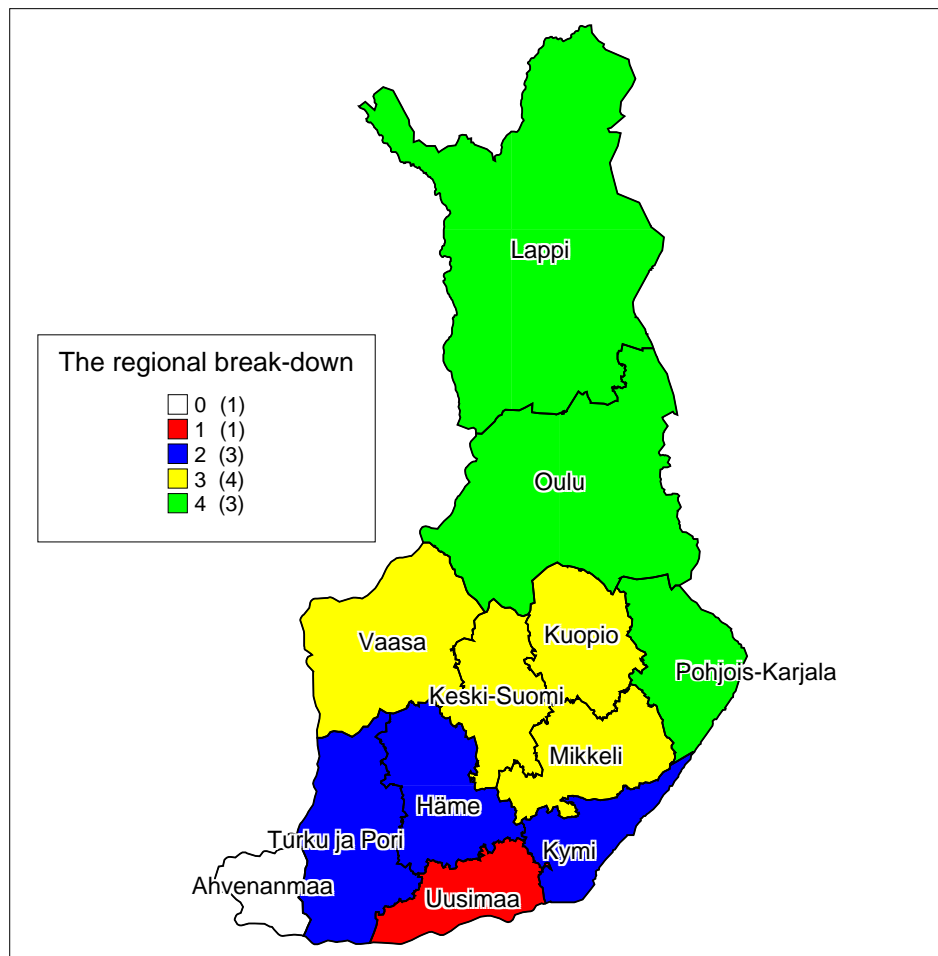 Lappi
The regional break-down
0 (1)
1 (1)
2 (3)
3 (4)
4 (3)
Oulu
Vaasa
Kuopio
Pohjois-Karjala
Keski-Suomi
Mikkeli
Häme
Turku ja Pori
Kymi
Ahvenanmaa
Uusimaa